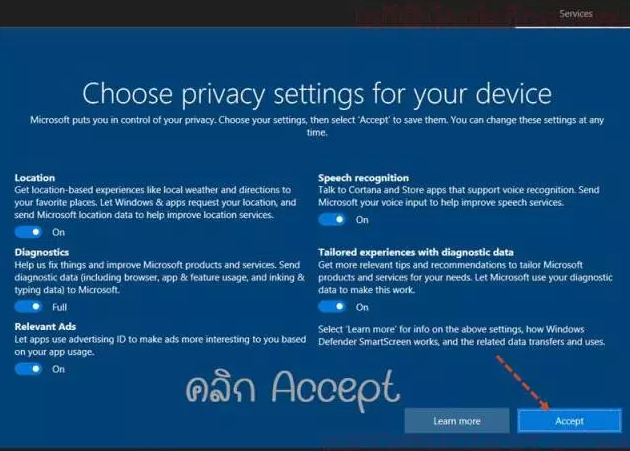 Services
Choose privacy settings for your device
Microsoft puts you in control of your privacy. Choose your settings, then select 'Accept' to save them. You can change these settings at any
time.
Location
Get location-based experiences like local weather and directions to
your favorite places. Let Windows & apps request your location, and
send Microsoft location data to help improve location services.
On
Diagnostics
Help us fix things and improve Microsoft products and services. Send
diagnostic data (including browser, app & feature usage, and inking &
typing data) to Microsoft.
Full
Relevant Ads
Let apps use advertising ID to make ads more interesting to you based
on your app usage.
On
Speech recognition
Talk to Cortana and Store apps that support voice recognition. Send
Microsoft your voice input to help improve speech services.
On
Tailored experiences with diagnostic data
Get more relevant tips and recommendations to tailor Microsoft
products and services for your needs. Let Microsoft use your diagnostic
data to make this work.
On
Select 'Learn more' for info on the above settings, how Windows
Defender SmartScreen works, and the related data transfers and uses.
คลิก Accept
Learn more
Accept